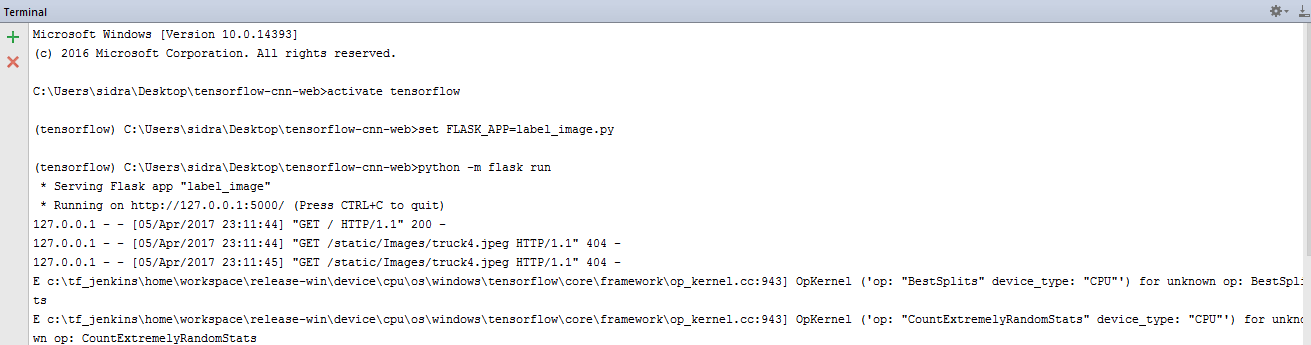 Terminal
Microsoft Windows [Version 10.0.14393]
(c) 2016 Microsoft Corporation. All rights reserved.
C:\Users\sidra\Desktop\tensorflow-cnn-web>activate tensorflow
(tensorflow) C:\Users\sidra\Desktop\tensorflow-cnn-web>set FLASK_APP=label_image.py
(tensorflow) C:\Users\sidra\Desktop\tensorflow-cnn-web>python -m flask run
* Serving Flask app "label_image"
* Running on http://127.0.0.1:5000/ (Press CTRL+C to quit)
127.0.0.1 - - [05/Apr/2017 23:11:44] "GET / HTTP/1.1" 200 -
127.0.0.1 - - [05/Apr/2017 23:11:44] "GET /static/Images/truck4.jpeg HTTP/1.1" 404 -
127.0.0.1 - - [05/Apr/2017 23:11:45] "GET /static/Images/truck4.jpeg HTTP/1.1" 404 -
E c:\tf_jenkins\home\workspace\release-win\device\cpu\os\windows\tensorflow\core\framework\op_kernel.cc:943] OpKernel ('op: "BestSplits" device_type: "CPU"') for unknown op: BestSpli
ts
E c:\tf_jenkins\home\workspace\release-win\device\cpu\os\windows\tensorflow\core\framework\op_kernel.cc:943] OpKernel ('op: "CountExtremelyRandomStats" device_type: "CPU"') for unkno
wn op: CountExtremelyRandomStats